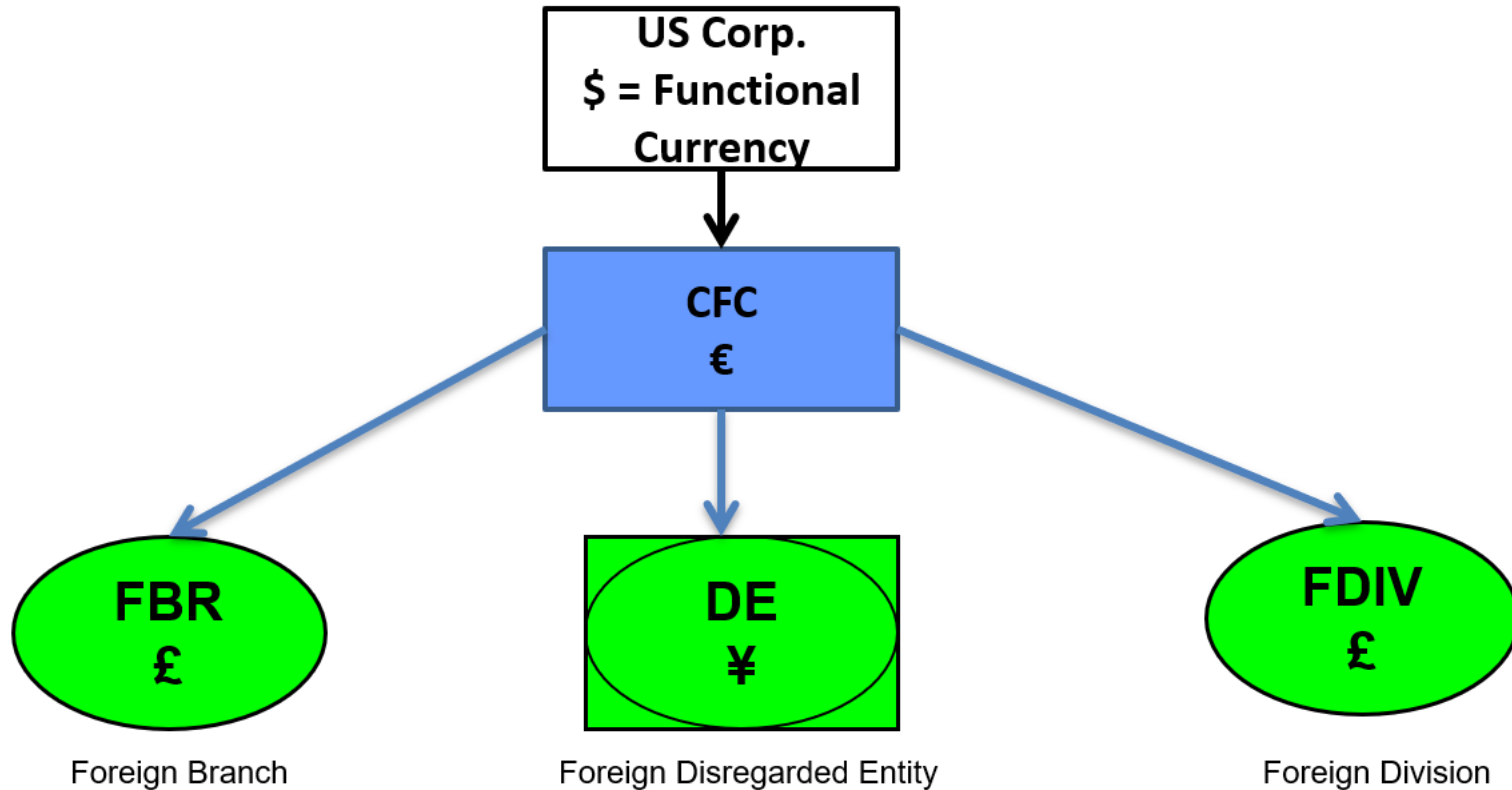 US Corp.
$ = Functional
Currency
CFC
€
FBR
£
DE
¥
FDIV
£
Foreign Branch
Foreign Disregarded Entity
Foreign Division